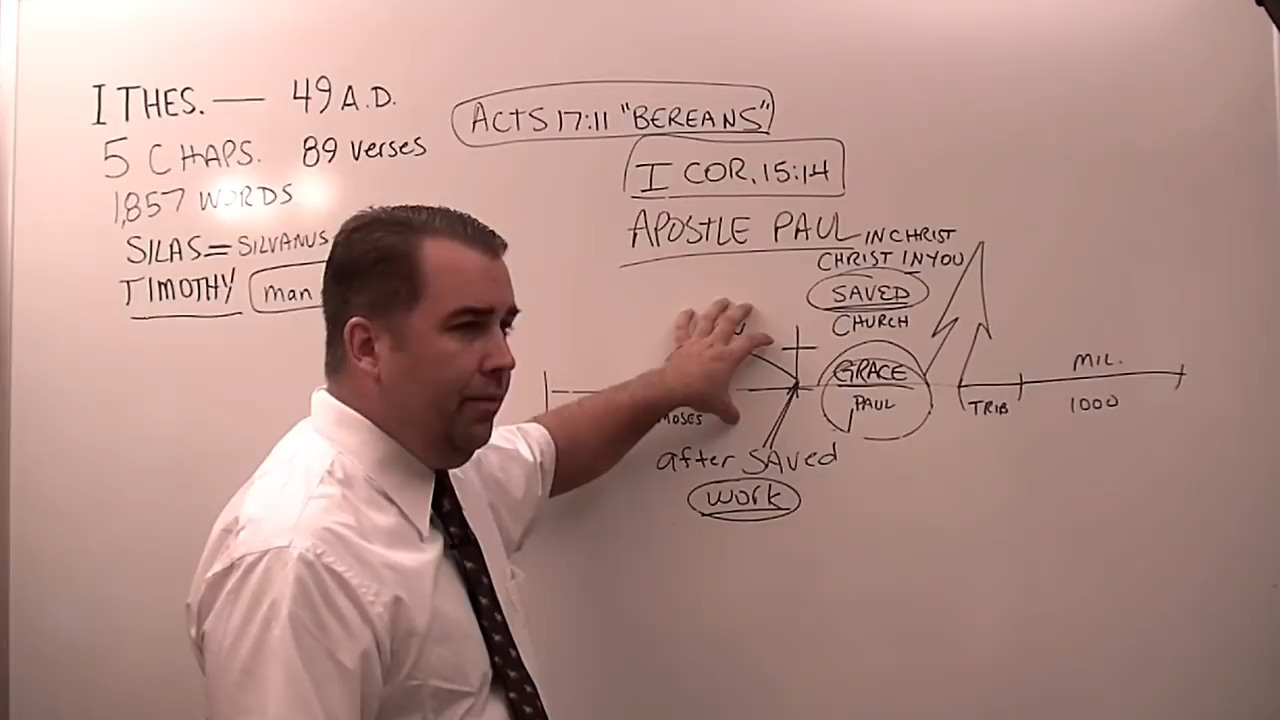 I THES. — 49 A.D.
5 CHAPS. 89 verses
1,857 WORDS
SILAS = SILVANUS
TIMOTHY man
ACTS 17:11 "BEREANS"
I COR. 15:14
APOSTLE PAUL
IN CHRIST
CHRIST IN YOU
SAVED
CHURCH
GRACE
PAUL
MOSES
after SAVed
work
TRIB
MIL.
1000